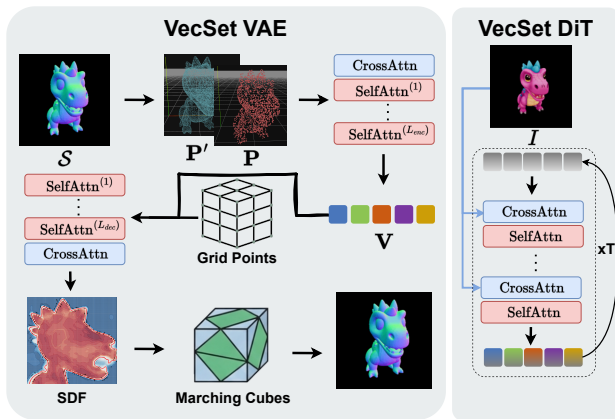 VecSet VAE
VecSet DiT
CrossAttn
SelfAttn⁽¹⁾
⋮
SelfAttn⁽ᴸᵉⁿᶜ⁾
𝒮
P′
P
I
SelfAttn⁽¹⁾
⋮
SelfAttn⁽ᴸᵈᵉᶜ⁾
CrossAttn
Grid Points
V
CrossAttn
SelfAttn
⋮
CrossAttn
SelfAttn
xT
SDF
Marching Cubes